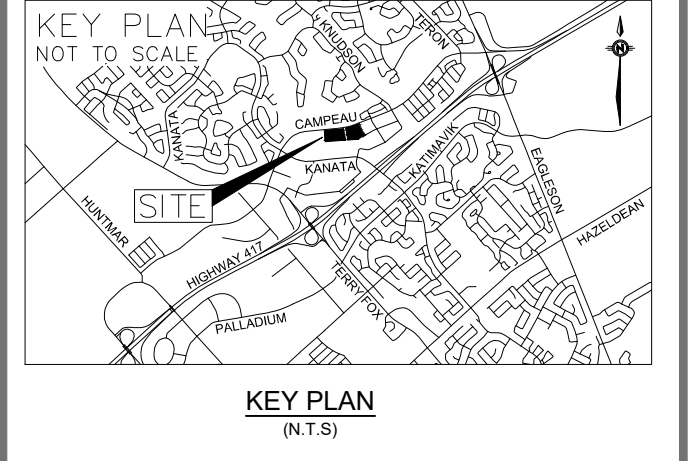 KEY PLAN
NOT TO SCALE
KNUDSON
TERON
N
KANATA
CAMPEAU
KANATA
KATIMAVIK
EAGLESON
SITE
HUNTMAR
HAZELDEAN
HIGHWAY 417
TERRY FOX
PALLADIUM
KEY PLAN
(N.T.S)